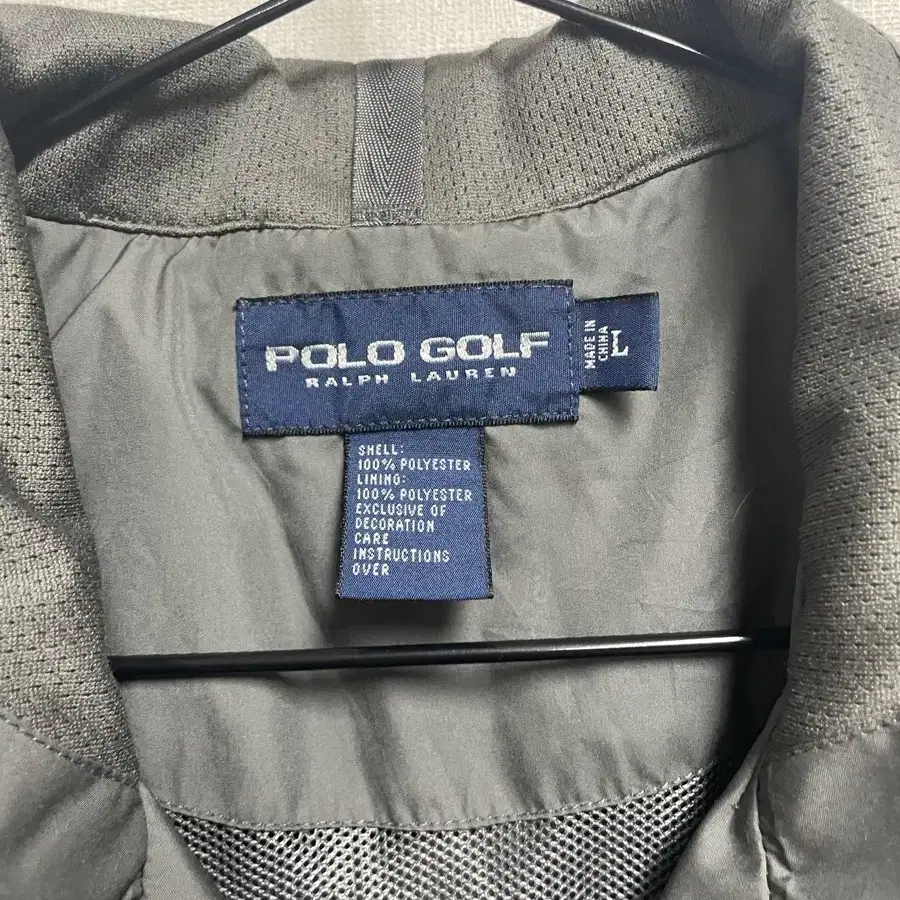 POLO GOLF
RALPH LAUREN
MADE IN
CHINA
L
SHELL:
100% POLYESTER
LINING:
100% POLYESTER
EXCLUSIVE OF
DECORATION
CARE
INSTRUCTIONS
OVER